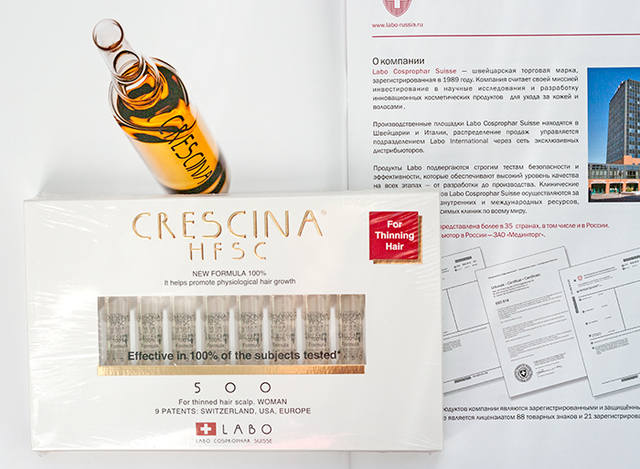 www.labo-russia.ru
О компании
Labo Cosprophar Suisse — швейцарская торговая марка,
зарегистрированная в 1989 году. Компания считает своей миссией
инвестирование в научные исследования и разработку
инновационных косметических продуктов для ухода за кожей и
волосами.
Производственные площадки Labo Cosprophar Suisse находятся в
Швейцарии и Италии, распределение продаж управляется
подразделением Labo International через сеть эксклюзивных
дистрибьюторов.
Продукты Labo подвергаются строгим тестам безопасности и
эффективности, которые обеспечивают высокий уровень качества
на всех этапах — от разработки до производства. Клинические
Labo Cosprophar Suisse осуществляются за
и международных ресурсов,
клиник по всему миру.
более в 35 странах, в том числе и в России.
в России — ЗАО «Мединторг».
CRESCINA
CRESCINA®
HFSC
For
Thinning
Hair
NEW FORMULA 100%
It helps promote physiological hair growth
Effective in 100% of the subjects tested*
500
For thinned hair scalp. WOMAN
9 PATENTS: SWITZERLAND, USA, EUROPE
LABO
LABO COSPROPHAR SUISSE
компании являются зарегистрированными и
является лицензиатом 88 товарных знаков и 21